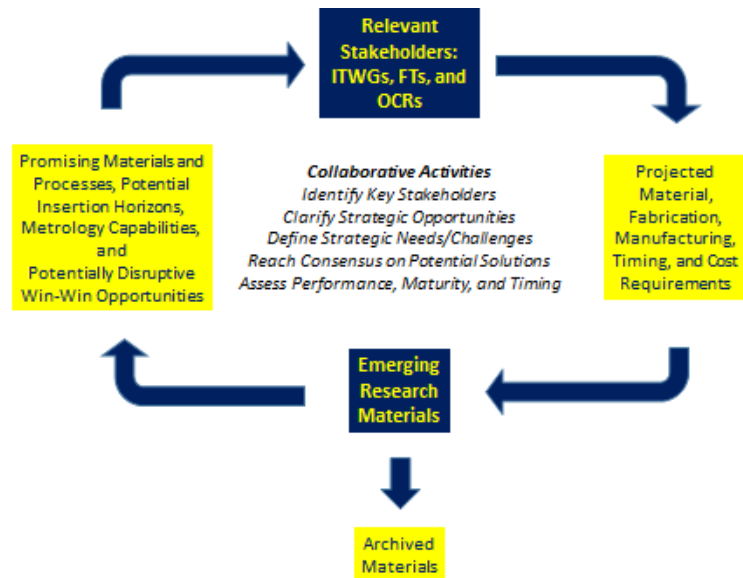 Relevant
Stakeholders:
ITWGs, FTs, and
OCRs
Promising Materials and
Processes, Potential
Insertion Horizons,
Metrology Capabilities,
and
Potentially Disruptive
Win-Win Opportunities
Collaborative Activities
Identify Key Stakeholders
Clarify Strategic Opportunities
Define Strategic Needs/Challenges
Reach Consensus on Potential Solutions
Assess Performance, Maturity, and Timing
Projected
Material,
Fabrication,
Manufacturing,
Timing, and Cost
Requirements
Emerging
Research
Materials
Archived
Materials